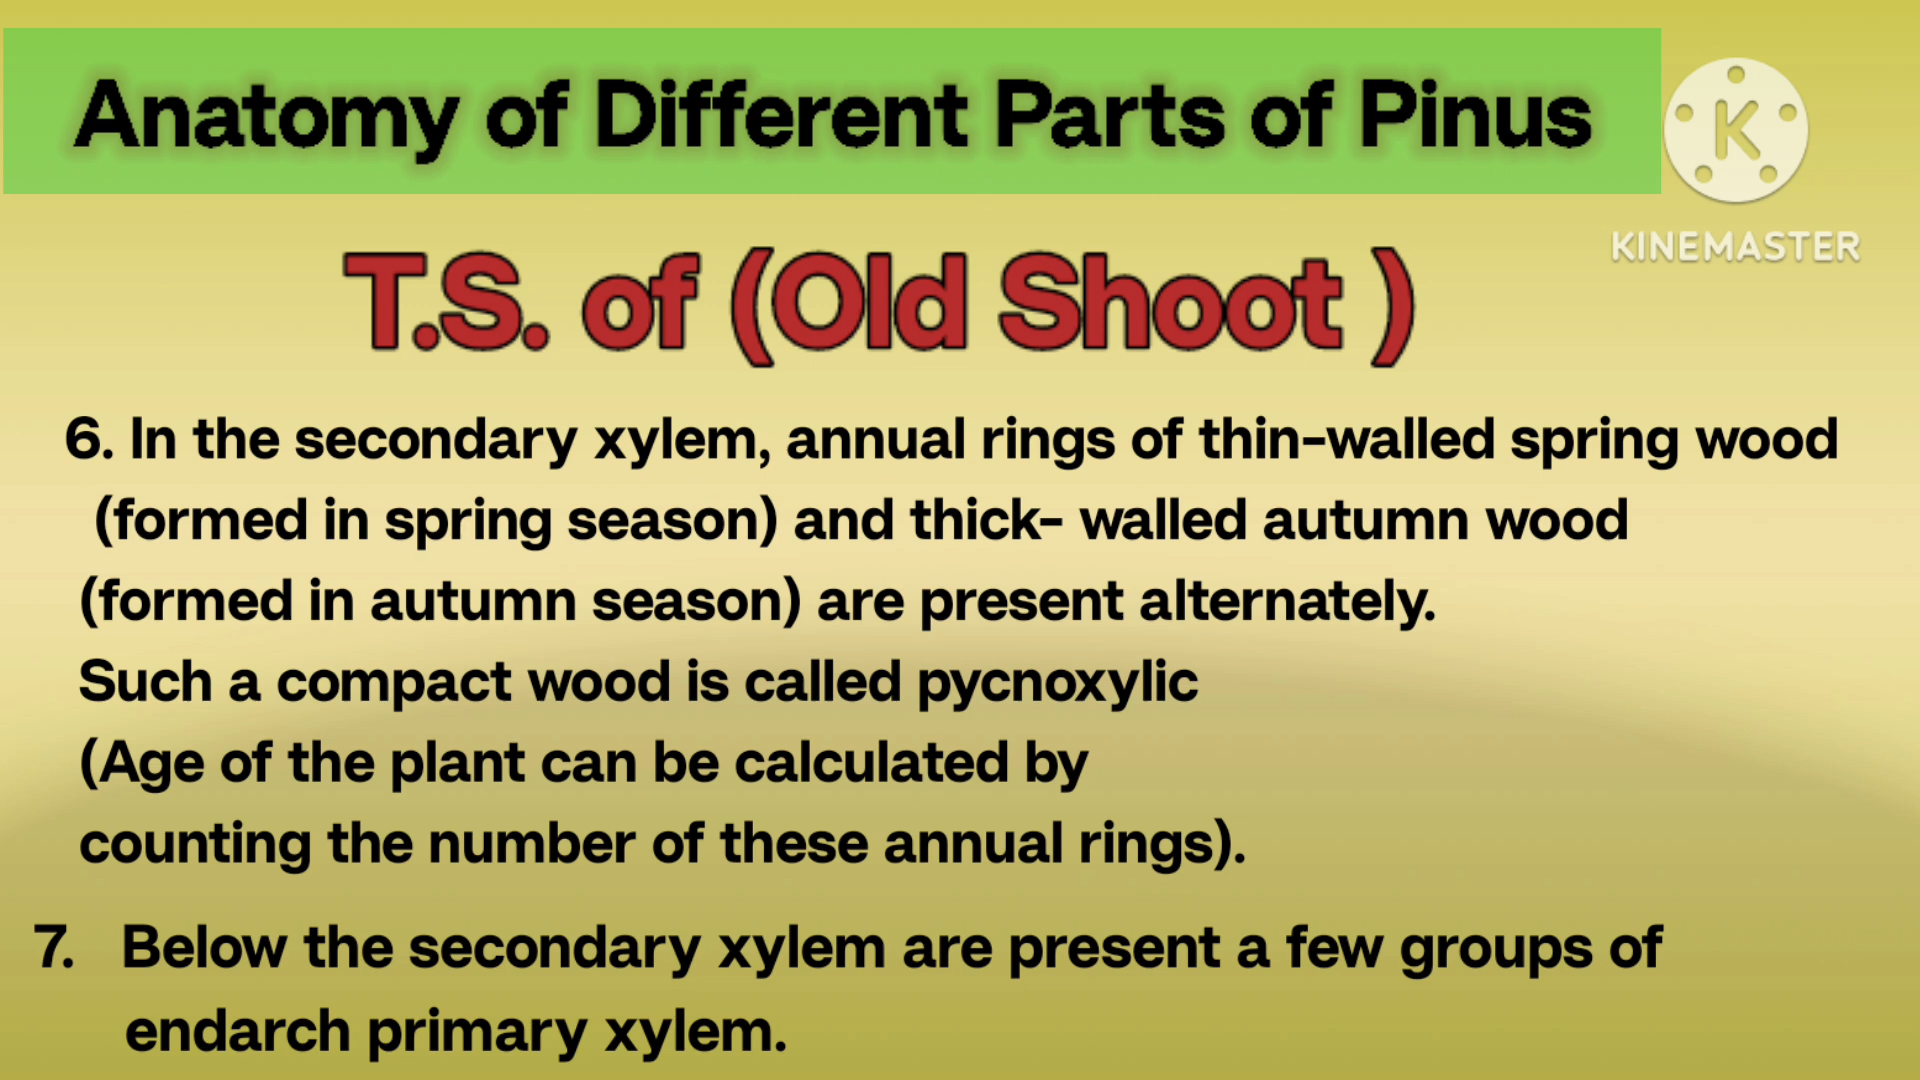 Anatomy of Different Parts of Pinus
K
KINEMASTER
T.S. of (Old Shoot )
6. In the secondary xylem, annual rings of thin-walled spring wood
(formed in spring season) and thick- walled autumn wood
(formed in autumn season) are present alternately.
Such a compact wood is called pycnoxylic
(Age of the plant can be calculated by
counting the number of these annual rings).
7. Below the secondary xylem are present a few groups of
endarch primary xylem.